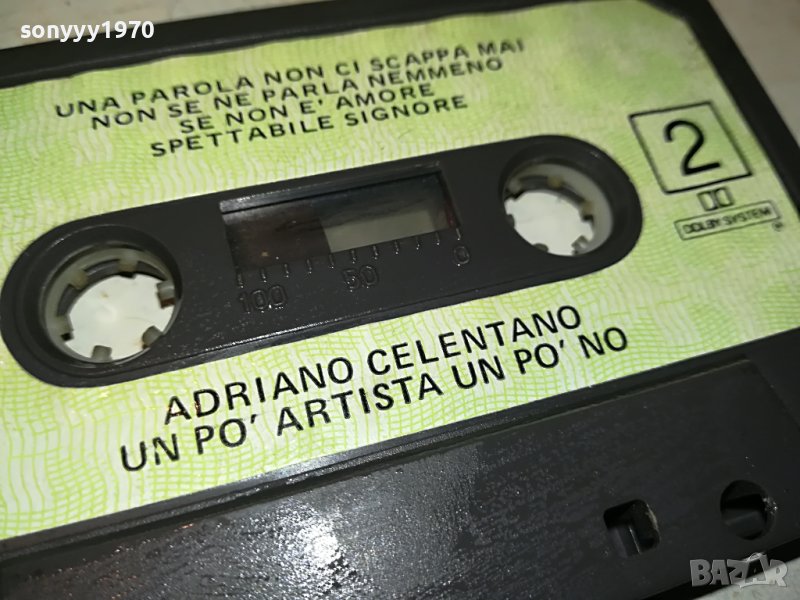 sonyyy1970
UNA PAROLA NON CI SCAPPA MAI
NON SE NE PARLA NEMMENO
SE NON E' AMORE
SPETTABILE SIGNORE
2
DOLBY SYSTEM
100 50 0
ADRIANO CELENTANO
UN PO' ARTISTA UN PO' NO
BAZAR